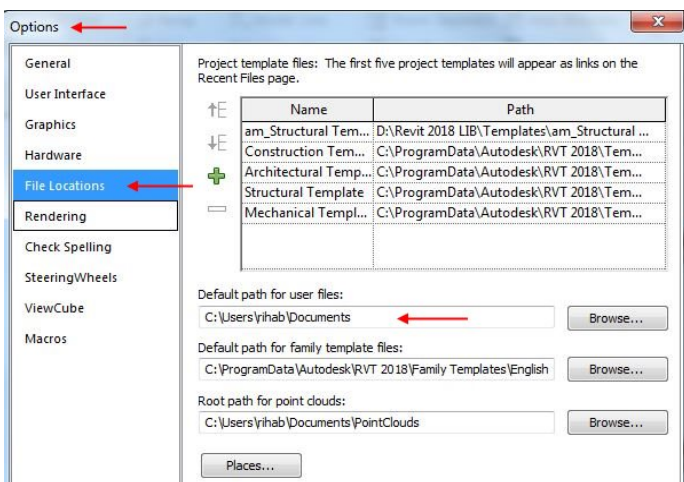 Options
General
User Interface
Graphics
Hardware
File Locations
Rendering
Check Spelling
SteeringWheels
ViewCube
Macros
Project template files: The first five project templates will appear as links on the
Recent Files page.
Name Path
am_Structural Tem... D:\Revit 2018 LIB\Templates\am_Structural ...
Construction Tem... C:\ProgramData\Autodesk\RVT 2018\Tem...
Architectural Temp... C:\ProgramData\Autodesk\RVT 2018\Tem...
Structural Template C:\ProgramData\Autodesk\RVT 2018\Tem...
Mechanical Templ... C:\ProgramData\Autodesk\RVT 2018\Tem...
Default path for user files:
C:\Users\rihab\Documents Browse...
Default path for family template files:
C:\ProgramData\Autodesk\RVT 2018\Family Templates\English Browse...
Root path for point clouds:
C:\Users\rihab\Documents\PointClouds Browse...
Places...